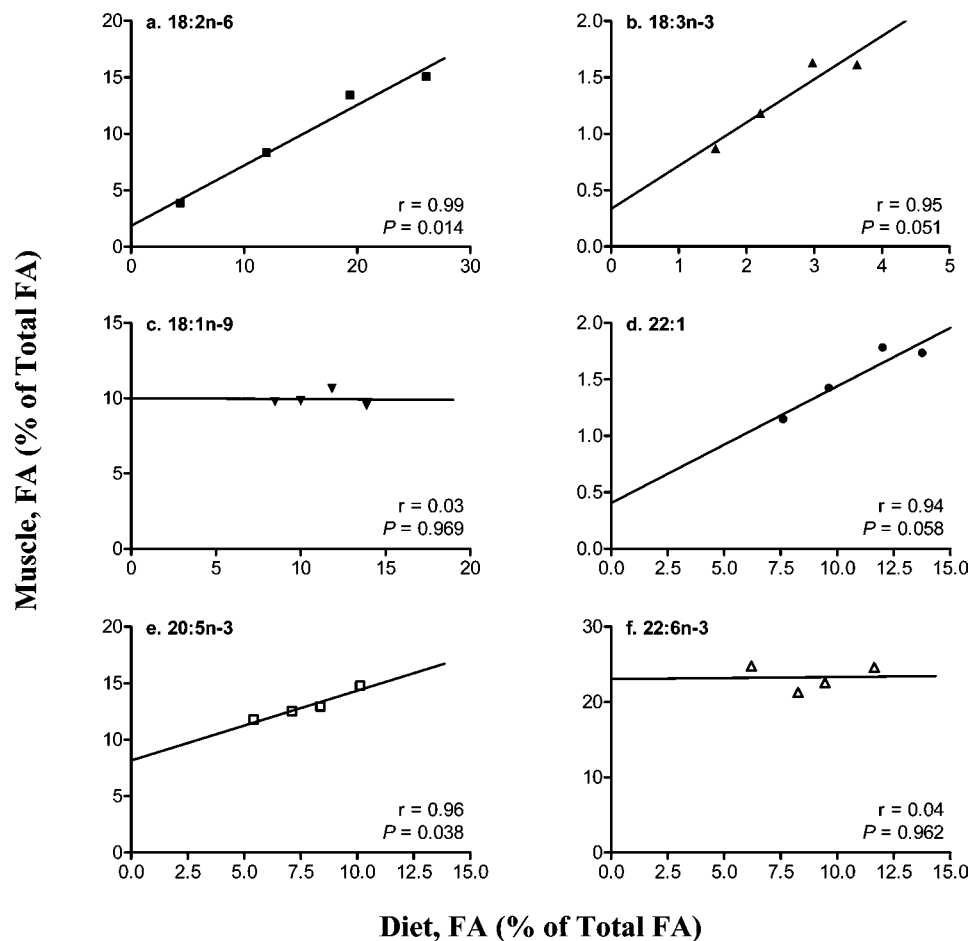 Muscle, FA (% of Total FA)
a. 18:2n-6
20
15
10
5
0
r = 0.99
P = 0.014
0 10 20 30
b. 18:3n-3
2.0
1.5
1.0
0.5
0.0
r = 0.95
P = 0.051
0 1 2 3 4 5
c. 18:1n-9
15
10
5
0
r = 0.03
P = 0.969
0 5 10 15 20
d. 22:1
2.0
1.5
1.0
0.5
0.0
r = 0.94
P = 0.058
0.0 2.5 5.0 7.5 10.0 12.5 15.0
e. 20:5n-3
20
15
10
5
0
r = 0.96
P = 0.038
0.0 2.5 5.0 7.5 10.0 12.5 15.0
f. 22:6n-3
30
20
10
0
r = 0.04
P = 0.962
0.0 2.5 5.0 7.5 10.0 12.5 15.0
Diet, FA (% of Total FA)